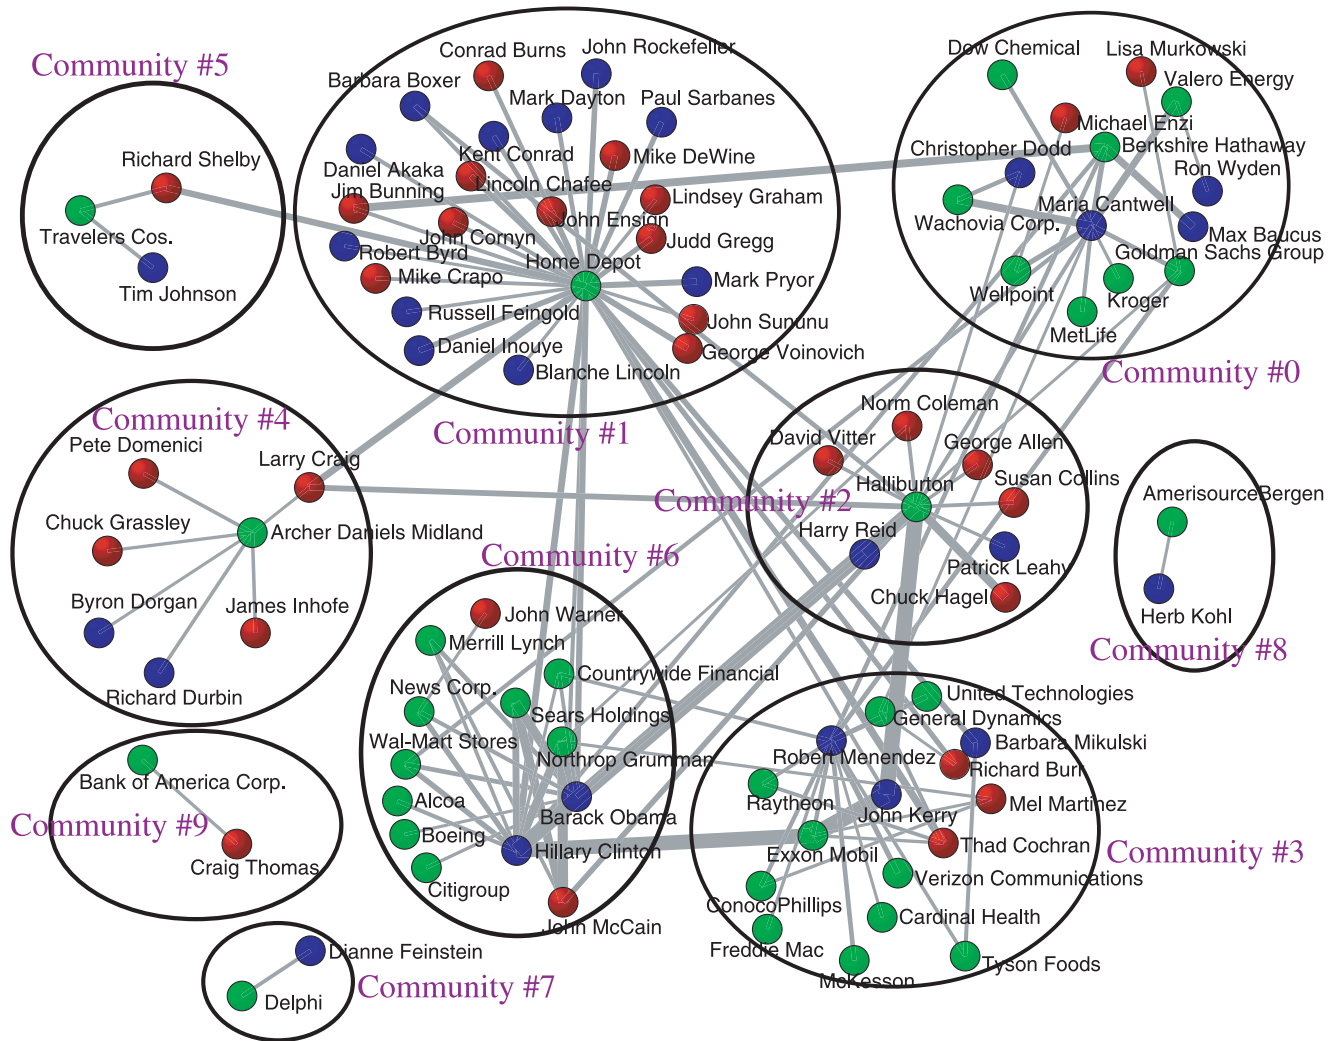 Community #5
Richard Shelby
Travelers Cos.
Tim Johnson
Conrad Burns
John Rockefeller
Barbara Boxer
Mark Dayton
Paul Sarbanes
Kent Conrad
Mike DeWine
Daniel Akaka
Lincoln Chafee
Jim Bunning
Lindsey Graham
John Ensign
John Cornyn
Judd Gregg
Robert Byrd
Home Depot
Mike Crapo
Mark Pryor
Russell Feingold
John Sununu
Daniel Inouye
George Voinovich
Blanche Lincoln
Community #1
Dow Chemical
Lisa Murkowski
Valero Energy
Michael Enzi
Christopher Dodd
Berkshire Hathaway
Ron Wyden
Maria Cantwell
Wachovia Corp.
Max Baucus
Goldman Sachs Group
Wellpoint
Kroger
MetLife
Community #0
Community #4
Pete Domenici
Larry Craig
Chuck Grassley
Archer Daniels Midland
Byron Dorgan
James Inhofe
Richard Durbin
Norm Coleman
David Vitter
George Allen
Susan Collins
Halliburton
Community #2
Harry Reid
Patrick Leahy
Chuck Hagel
AmerisourceBergen
Herb Kohl
Community #8
Community #6
John Warner
Merrill Lynch
Countrywide Financial
News Corp.
Sears Holdings
Wal-Mart Stores
Northrop Grumman
Alcoa
Barack Obama
Boeing
Hillary Clinton
Citigroup
John McCain
United Technologies
General Dynamics
Robert Menendez
Barbara Mikulski
Richard Burr
Raytheon
Mel Martinez
John Kerry
Exxon Mobil
Thad Cochran
Community #3
Verizon Communications
ConocoPhillips
Cardinal Health
Freddie Mac
McKesson
Tyson Foods
Bank of America Corp.
Community #9
Craig Thomas
Dianne Feinstein
Community #7
Delphi